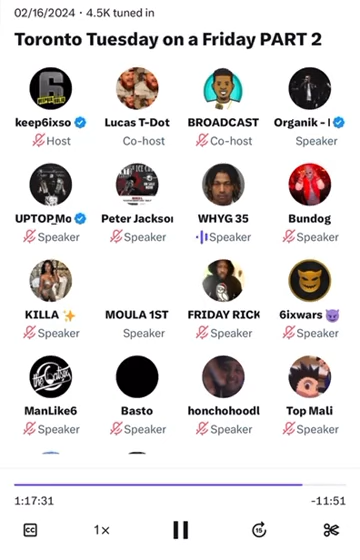 02/16/2024 · 4.5K tuned in
Toronto Tuesday on a Friday PART 2
keep6ixso Lucas T-Dot BROADCAST Organik - I
Host Co-host Co-host Speaker
UPTOP_Mo Peter Jackson WHYG 35 Bundog
Speaker Speaker Speaker Speaker
KILLA ✨ MOULA 1ST FRIDAY RICK 6ixwars 😈
Speaker Speaker Speaker Speaker
ManLike6 Basto honchohoodl Top Mali
Speaker Speaker Speaker Speaker
1:17:31 -11:51
CC 1× 15